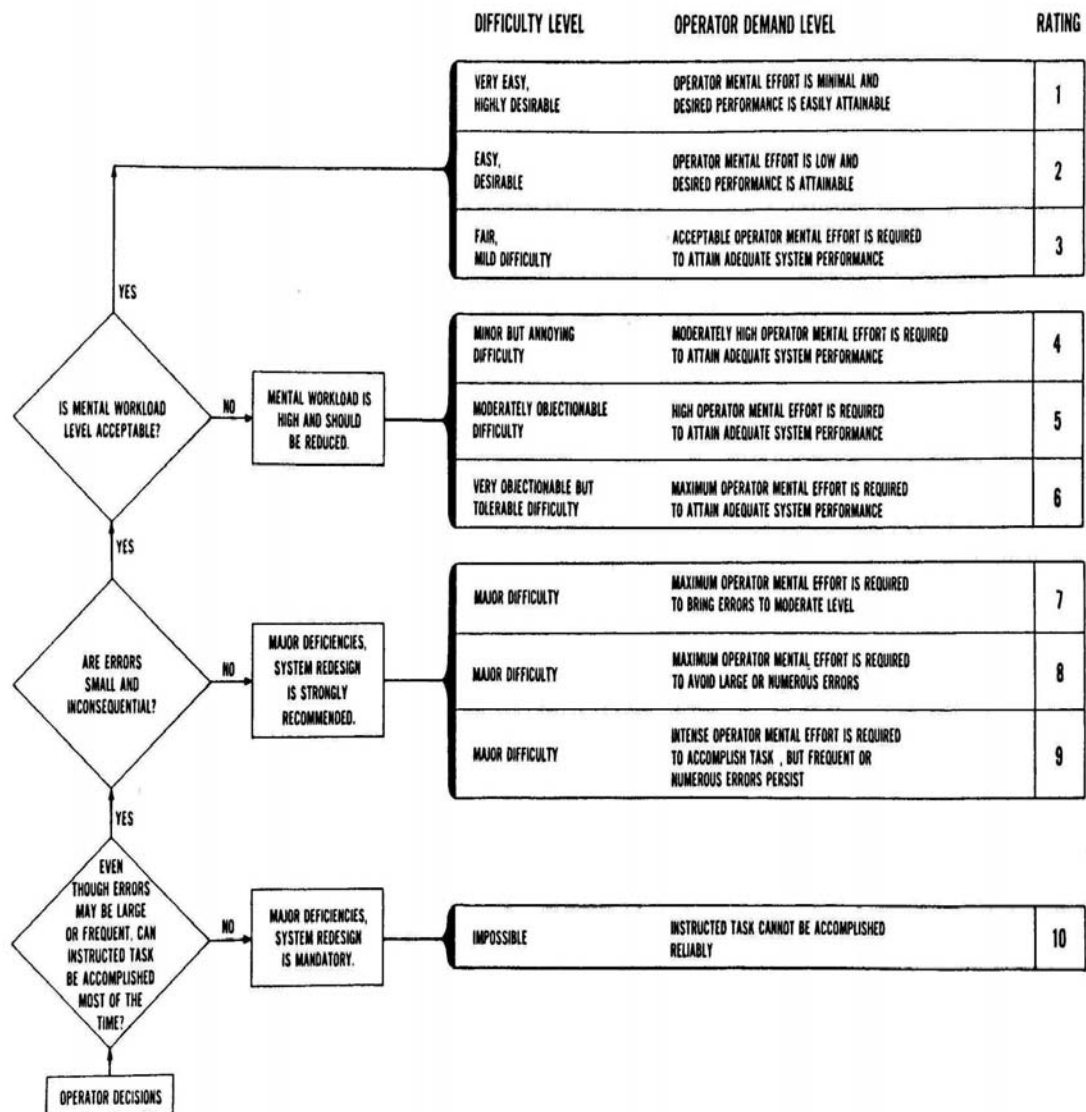 DIFFICULTY LEVEL OPERATOR DEMAND LEVEL RATING
VERY EASY,
HIGHLY DESIRABLE
OPERATOR MENTAL EFFORT IS MINIMAL AND
DESIRED PERFORMANCE IS EASILY ATTAINABLE
1
EASY,
DESIRABLE
OPERATOR MENTAL EFFORT IS LOW AND
DESIRED PERFORMANCE IS ATTAINABLE
2
FAIR,
MILD DIFFICULTY
ACCEPTABLE OPERATOR MENTAL EFFORT IS REQUIRED
TO ATTAIN ADEQUATE SYSTEM PERFORMANCE
3
YES
IS MENTAL WORKLOAD
LEVEL ACCEPTABLE?
NO
MENTAL WORKLOAD IS
HIGH AND SHOULD
BE REDUCED.
MINOR BUT ANNOYING
DIFFICULTY
MODERATELY HIGH OPERATOR MENTAL EFFORT IS REQUIRED
TO ATTAIN ADEQUATE SYSTEM PERFORMANCE
4
MODERATELY OBJECTIONABLE
DIFFICULTY
HIGH OPERATOR MENTAL EFFORT IS REQUIRED
TO ATTAIN ADEQUATE SYSTEM PERFORMANCE
5
VERY OBJECTIONABLE BUT
TOLERABLE DIFFICULTY
MAXIMUM OPERATOR MENTAL EFFORT IS REQUIRED
TO ATTAIN ADEQUATE SYSTEM PERFORMANCE
6
YES
ARE ERRORS
SMALL AND
INCONSEQUENTIAL?
NO
MAJOR DEFICIENCIES,
SYSTEM REDESIGN
IS STRONGLY
RECOMMENDED.
MAJOR DIFFICULTY
MAXIMUM OPERATOR MENTAL EFFORT IS REQUIRED
TO BRING ERRORS TO MODERATE LEVEL
7
MAJOR DIFFICULTY
MAXIMUM OPERATOR MENTAL EFFORT IS REQUIRED
TO AVOID LARGE OR NUMEROUS ERRORS
8
MAJOR DIFFICULTY
INTENSE OPERATOR MENTAL EFFORT IS REQUIRED
TO ACCOMPLISH TASK , BUT FREQUENT OR
NUMEROUS ERRORS PERSIST
9
YES
EVEN
THOUGH ERRORS
MAY BE LARGE
OR FREQUENT, CAN
INSTRUCTED TASK
BE ACCOMPLISHED
MOST OF THE
TIME?
NO
MAJOR DEFICIENCIES,
SYSTEM REDESIGN
IS MANDATORY.
IMPOSSIBLE
INSTRUCTED TASK CANNOT BE ACCOMPLISHED
RELIABLY
10
OPERATOR DECISIONS